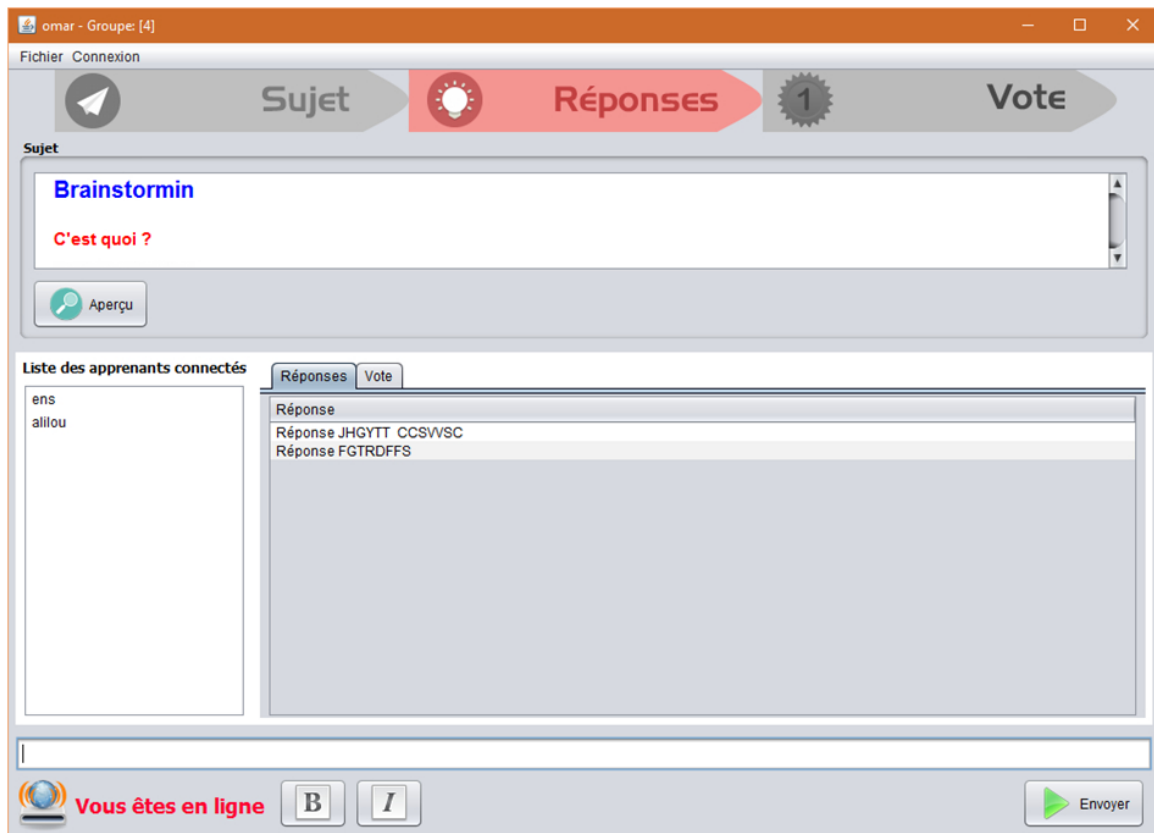 omar - Groupe: [4]
Fichier Connexion
Sujet
Réponses
1
Vote
Sujet
Brainstormin
C'est quoi ?
Aperçu
Liste des apprenants connectés
ens
alilou
Réponses Vote
Réponse
Réponse JHGYTT CCSVVSC
Réponse FGTRDFFS
Vous êtes en ligne
B
I
Envoyer